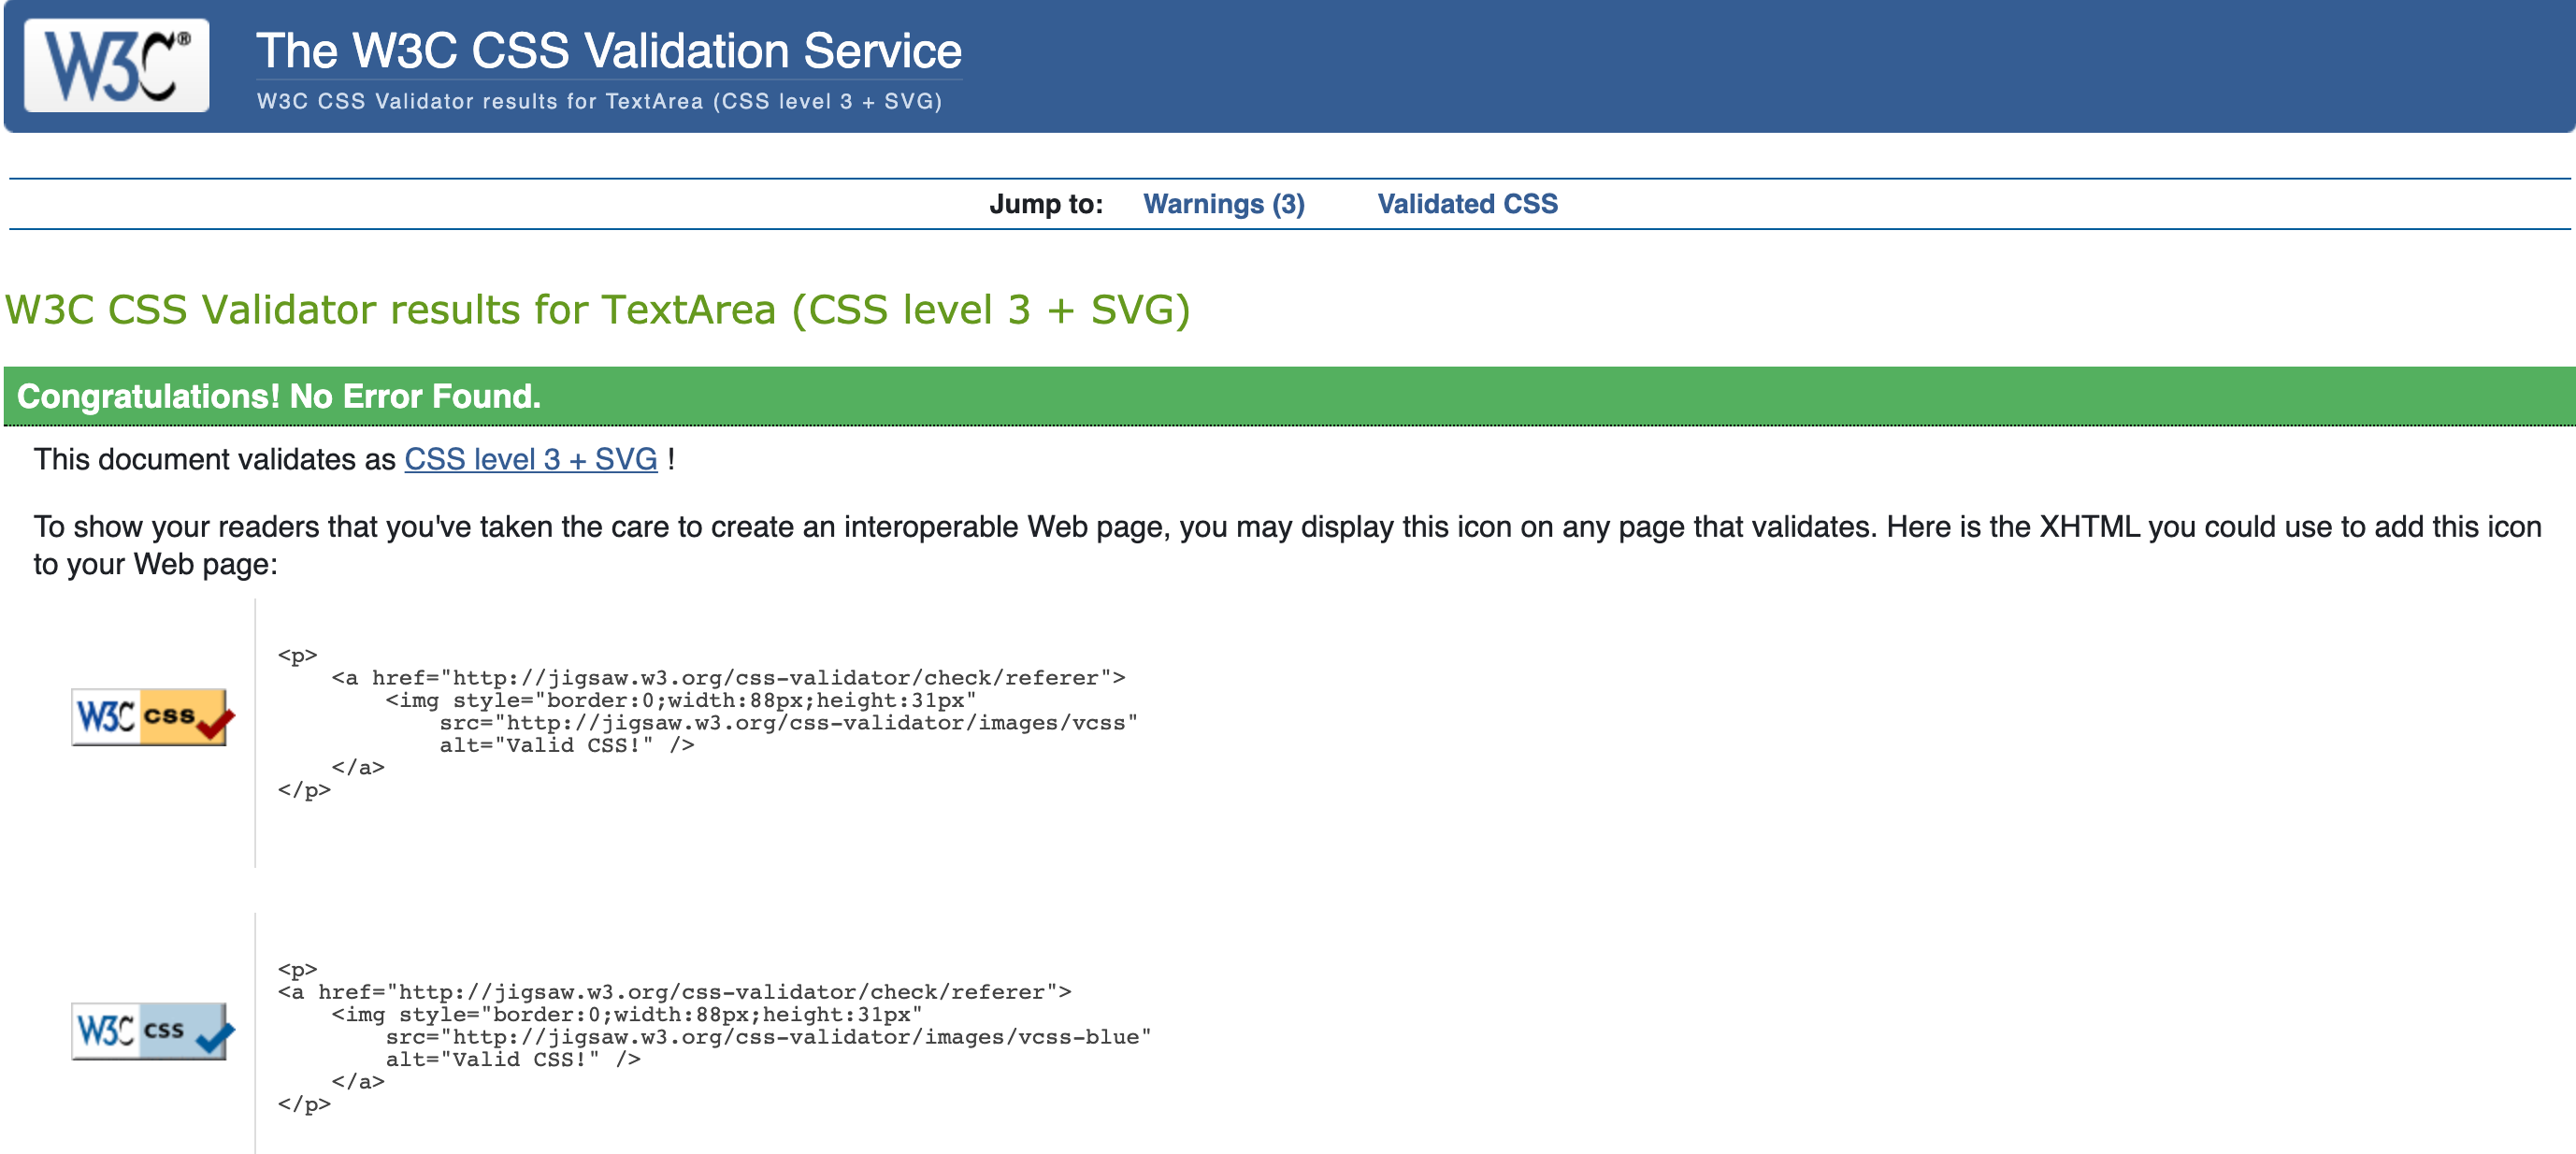 W3C®
The W3C CSS Validation Service
W3C CSS Validator results for TextArea (CSS level 3 + SVG)
Jump to: Warnings (3) Validated CSS
W3C CSS Validator results for TextArea (CSS level 3 + SVG)
Congratulations! No Error Found.
This document validates as CSS level 3 + SVG !
To show your readers that you've taken the care to create an interoperable Web page, you may display this icon on any page that validates. Here is the XHTML you could use to add this icon
to your Web page:
W3C css
<p>
    <a href="http://jigsaw.w3.org/css-validator/check/referer">
        <img style="border:0;width:88px;height:31px"
            src="http://jigsaw.w3.org/css-validator/images/vcss"
            alt="Valid CSS!" />
    </a>
</p>
W3C css
<p>
<a href="http://jigsaw.w3.org/css-validator/check/referer">
    <img style="border:0;width:88px;height:31px"
        src="http://jigsaw.w3.org/css-validator/images/vcss-blue"
        alt="Valid CSS!" />
    </a>
</p>